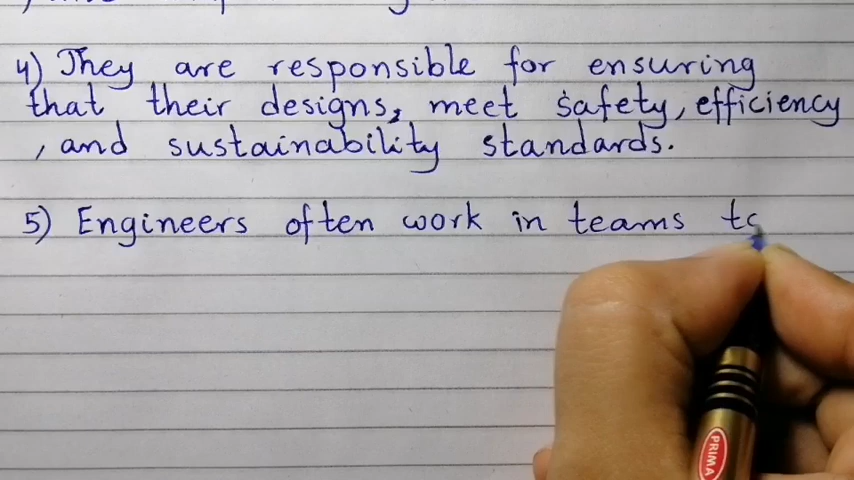 4) They are responsible for ensuring
that their designs, meet safety, efficiency
, and sustainability standards.
5) Engineers often work in teams
PRIMA